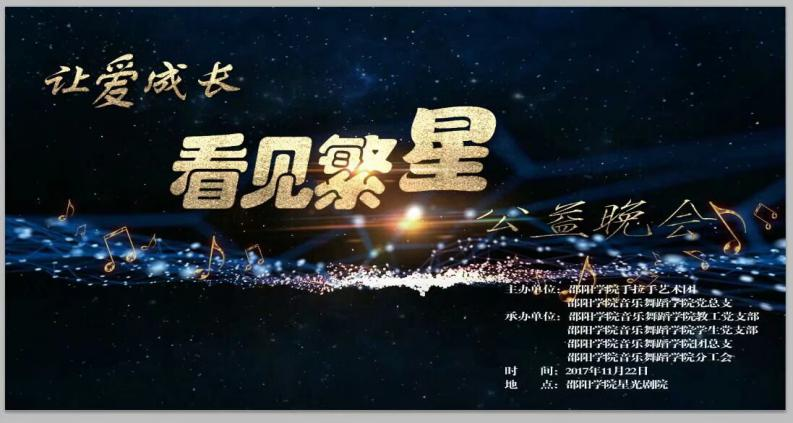 让爱成长
看见繁星
公益晚会
主办单位：邵阳学院手拉手艺术团
邵阳学院音乐舞蹈学院党总支
承办单位：邵阳学院音乐舞蹈学院教工党支部
邵阳学院音乐舞蹈学院学生党支部
邵阳学院音乐舞蹈学院团总支
邵阳学院音乐舞蹈学院分工会
时 间：2017年11月22日
地 点：邵阳学院星光剧院